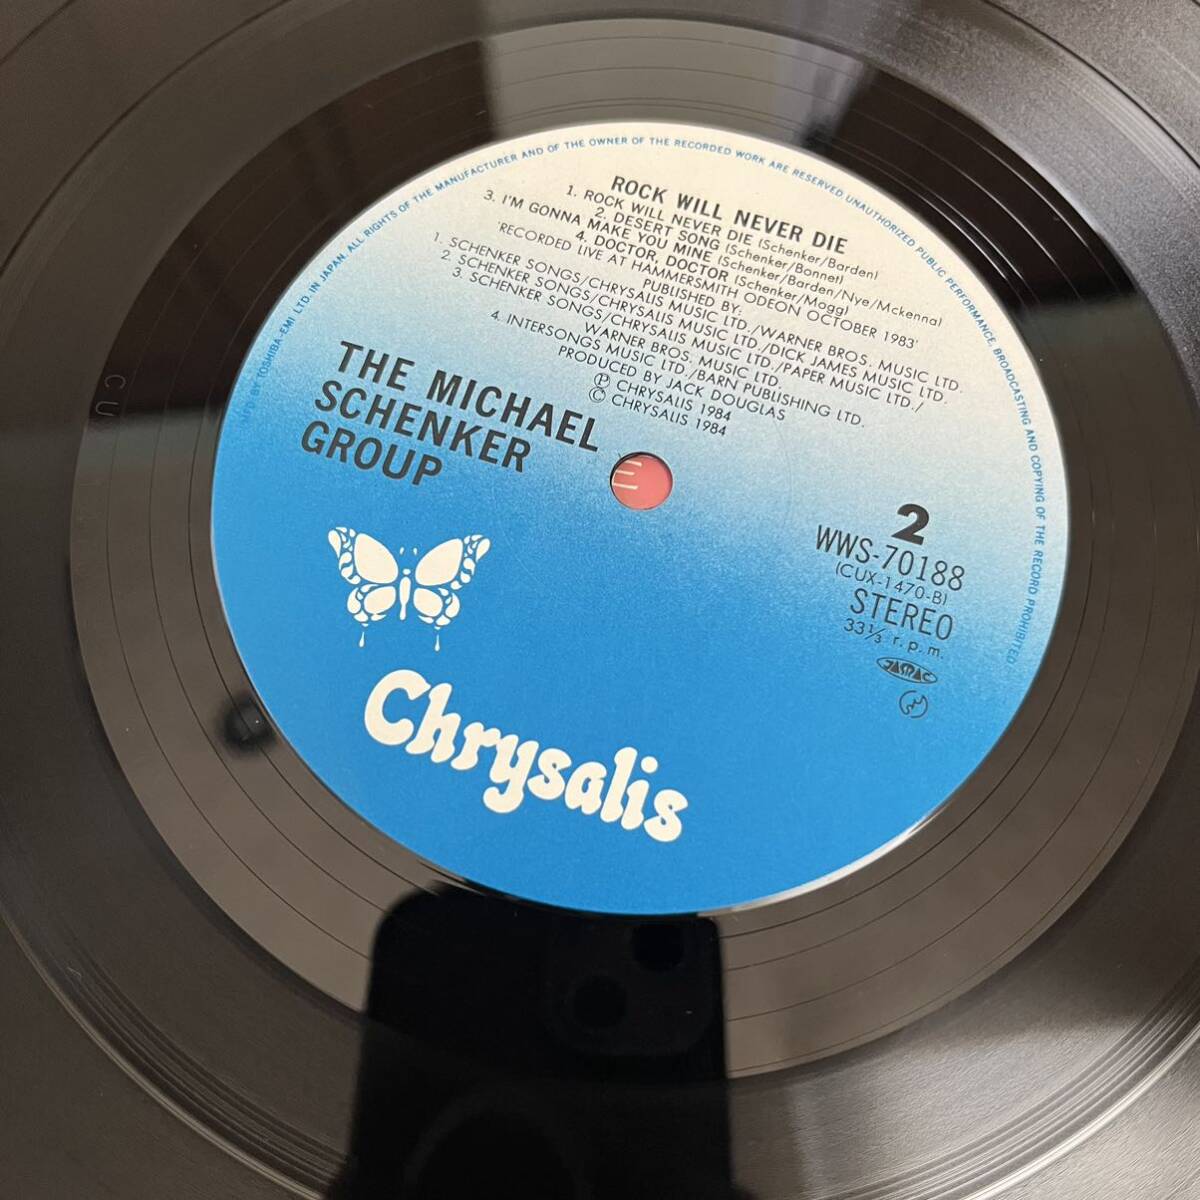 MFD BY TOSHIBA-EMI LTD. IN JAPAN. ALL RIGHTS OF THE MANUFACTURER AND OF THE OWNER OF THE RECORDED WORK ARE RESERVED. UNAUTHORIZED PUBLIC PERFORMANCE, BROADCASTING AND COPYING OF THE RECORD PROHIBITED
ROCK WILL NEVER DIE
1. ROCK WILL NEVER DIE (Schenker/Barden)
2. DESERT SONG (Schenker/Bonnet)
3. I'M GONNA MAKE YOU MINE (Schenker/Barden/Nye/Mckenna)
4. DOCTOR, DOCTOR (Schenker/Mogg)
'RECORDED LIVE AT HAMMERSMITH ODEON OCTOBER 1983'
PUBLISHED BY:
1. SCHENKER SONGS/CHRYSALIS MUSIC LTD./WARNER BROS. MUSIC LTD.
2. SCHENKER SONGS/CHRYSALIS MUSIC LTD./DICK JAMES MUSIC LTD.
3. SCHENKER SONGS/CHRYSALIS MUSIC LTD./PAPER MUSIC LTD./
WARNER BROS. MUSIC LTD.
4. INTERSONGS MUSIC LTD./BARN PUBLISHING LTD.
PRODUCED BY JACK DOUGLAS
Ⓟ CHRYSALIS 1984
© CHRYSALIS 1984
THE MICHAEL
SCHENKER
GROUP
E
2
WWS-70188
(CUX-1470-B)
STEREO
33⅓ r.p.m.
JASRAC
Chrysalis
CU